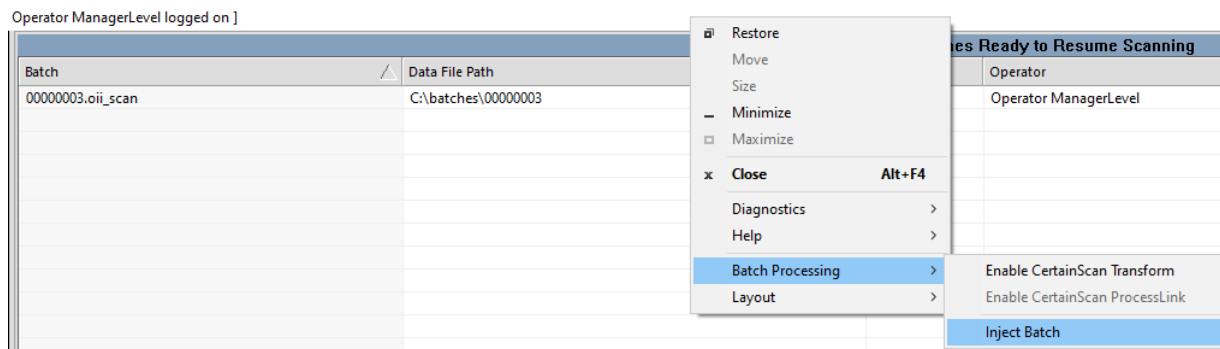 Operator ManagerLevel logged on ]
es Ready to Resume Scanning
Batch Data File Path Operator
00000003.oii_scan C:\batches\00000003 Operator ManagerLevel
Restore
Move
Size
Minimize
Maximize
Close Alt+F4
Diagnostics
Help
Batch Processing
Layout
Enable CertainScan Transform
Enable CertainScan ProcessLink
Inject Batch